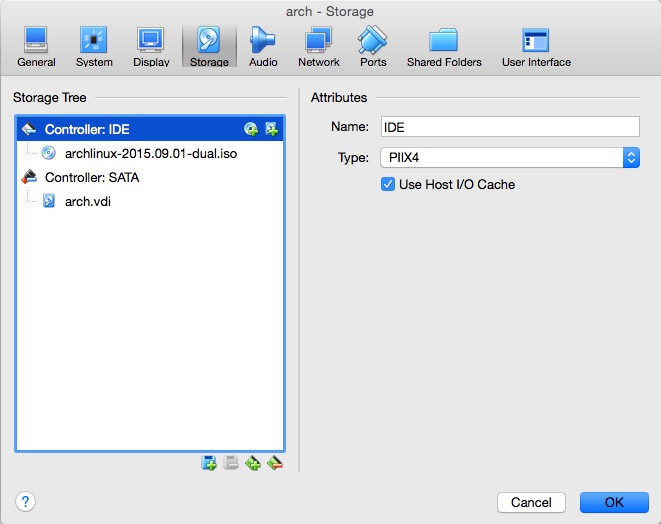 arch - Storage
General System Display Storage Audio Network Ports Shared Folders User Interface
Storage Tree
Controller: IDE
archlinux-2015.09.01-dual.iso
Controller: SATA
arch.vdi
Attributes
Name: IDE
Type: PIIX4
Use Host I/O Cache
?
Cancel OK